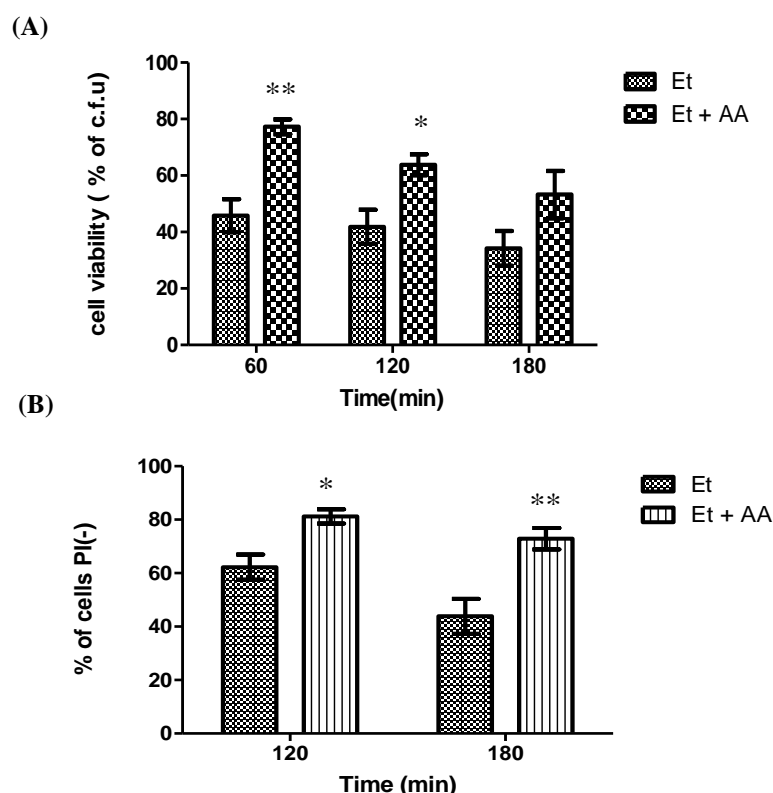 (A)
100
80
60
40
20
0
cell viability ( % of c.f.u)
**
*
60
120
180
Time(min)
Et
Et + AA
(B)
100
80
60
40
20
0
% of cells PI(-)
*
**
120
180
Time (min)
Et
Et + AA